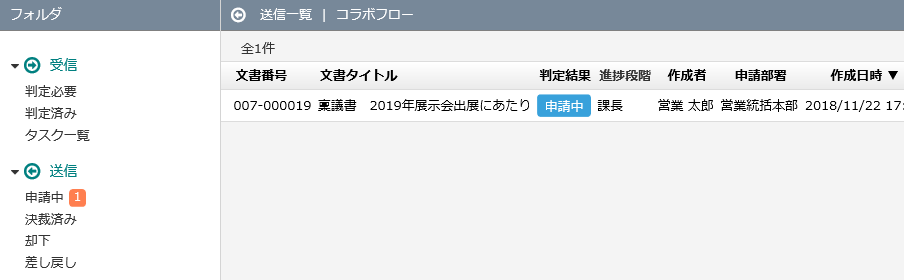 フォルダ
送信一覧 | コラボフロー
受信
判定必要
判定済み
タスク一覧
送信
申請中 1
決裁済み
却下
差し戻し
全1件
文書番号 文書タイトル 判定結果 進捗段階 作成者 申請部署 作成日時 ▼
007-000019 稟議書 2019年展示会出展にあたり 申請中 課長 営業 太郎 営業統括本部 2018/11/22 17: